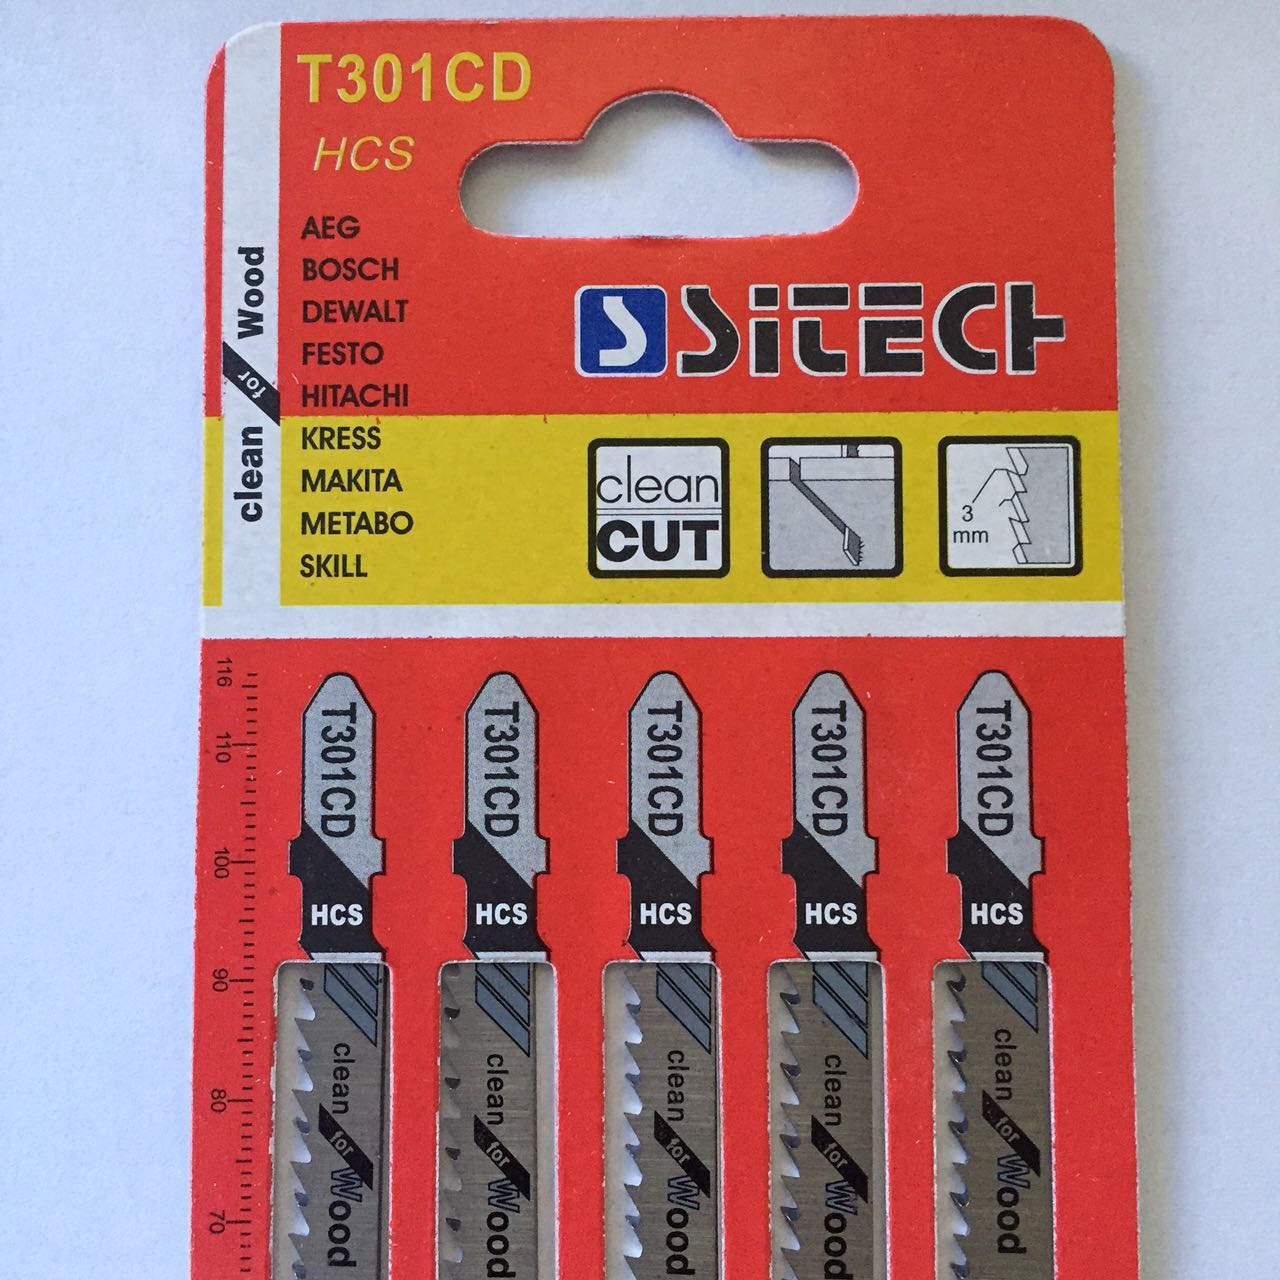 T301CD
HCS
AEG
BOSCH
DEWALT
FESTO
HITACHI
KRESS
MAKITA
METABO
SKILL
clean for Wood
S SiTECH
clean
CUT
3
mm
116
110
100
90
80
70
T301CD
HCS
clean for Wood
T301CD
HCS
clean for Wood
T301CD
HCS
clean for Wood
T301CD
HCS
clean for Wood
T301CD
HCS
clean for Wood